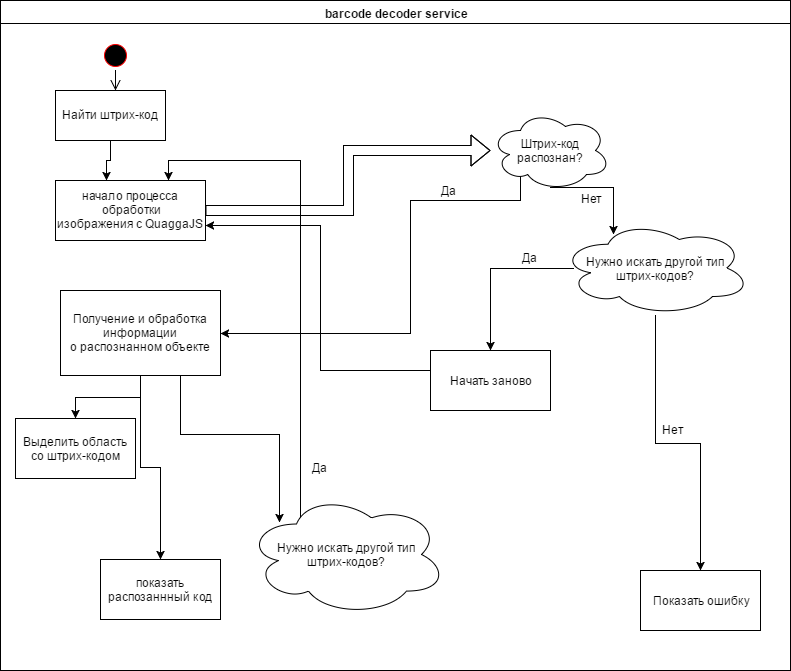 barcode decoder service
Найти штрих-код
начало процесса
обработки
изображения с QuaggaJS
Штрих-код
распознан?
Да
Нет
Нужно искать другой тип
штрих-кодов?
Да
Получение и обработка
информации
о распознанном объекте
Начать заново
Нет
Выделить область
со штрих-кодом
Да
Нужно искать другой тип
штрих-кодов?
показать
распозаннный код
Показать ошибку